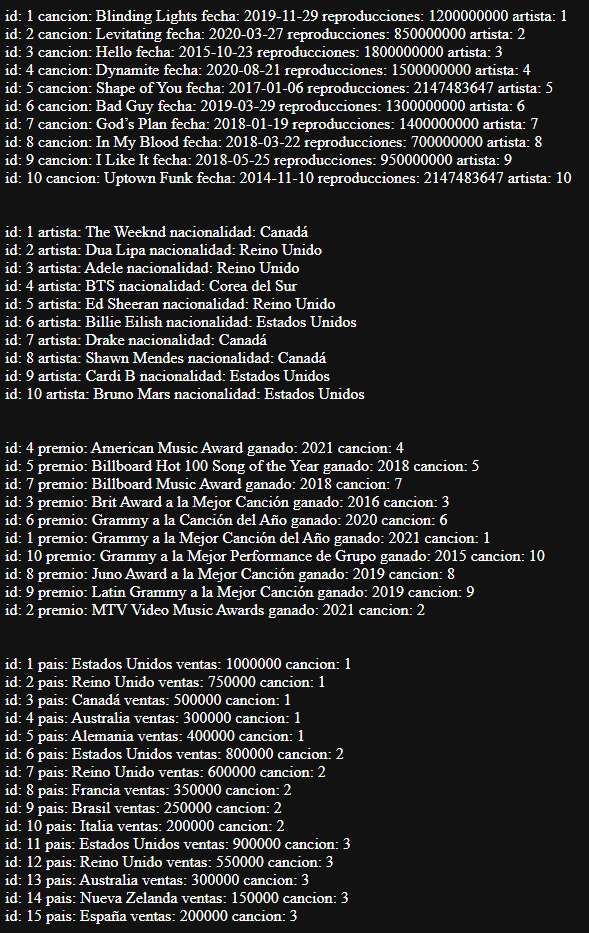 id: 1 cancion: Blinding Lights fecha: 2019-11-29 reproducciones: 1200000000 artista: 1
id: 2 cancion: Levitating fecha: 2020-03-27 reproducciones: 850000000 artista: 2
id: 3 cancion: Hello fecha: 2015-10-23 reproducciones: 1800000000 artista: 3
id: 4 cancion: Dynamite fecha: 2020-08-21 reproducciones: 1500000000 artista: 4
id: 5 cancion: Shape of You fecha: 2017-01-06 reproducciones: 2147483647 artista: 5
id: 6 cancion: Bad Guy fecha: 2019-03-29 reproducciones: 1300000000 artista: 6
id: 7 cancion: God’s Plan fecha: 2018-01-19 reproducciones: 1400000000 artista: 7
id: 8 cancion: In My Blood fecha: 2018-03-22 reproducciones: 700000000 artista: 8
id: 9 cancion: I Like It fecha: 2018-05-25 reproducciones: 950000000 artista: 9
id: 10 cancion: Uptown Funk fecha: 2014-11-10 reproducciones: 2147483647 artista: 10
id: 1 artista: The Weeknd nacionalidad: Canadá
id: 2 artista: Dua Lipa nacionalidad: Reino Unido
id: 3 artista: Adele nacionalidad: Reino Unido
id: 4 artista: BTS nacionalidad: Corea del Sur
id: 5 artista: Ed Sheeran nacionalidad: Reino Unido
id: 6 artista: Billie Eilish nacionalidad: Estados Unidos
id: 7 artista: Drake nacionalidad: Canadá
id: 8 artista: Shawn Mendes nacionalidad: Canadá
id: 9 artista: Cardi B nacionalidad: Estados Unidos
id: 10 artista: Bruno Mars nacionalidad: Estados Unidos
id: 4 premio: American Music Award ganado: 2021 cancion: 4
id: 5 premio: Billboard Hot 100 Song of the Year ganado: 2018 cancion: 5
id: 7 premio: Billboard Music Award ganado: 2018 cancion: 7
id: 3 premio: Brit Award a la Mejor Canción ganado: 2016 cancion: 3
id: 6 premio: Grammy a la Canción del Año ganado: 2020 cancion: 6
id: 1 premio: Grammy a la Mejor Canción del Año ganado: 2021 cancion: 1
id: 10 premio: Grammy a la Mejor Performance de Grupo ganado: 2015 cancion: 10
id: 8 premio: Juno Award a la Mejor Canción ganado: 2019 cancion: 8
id: 9 premio: Latin Grammy a la Mejor Canción ganado: 2019 cancion: 9
id: 2 premio: MTV Video Music Awards ganado: 2021 cancion: 2
id: 1 pais: Estados Unidos ventas: 1000000 cancion: 1
id: 2 pais: Reino Unido ventas: 750000 cancion: 1
id: 3 pais: Canadá ventas: 500000 cancion: 1
id: 4 pais: Australia ventas: 300000 cancion: 1
id: 5 pais: Alemania ventas: 400000 cancion: 1
id: 6 pais: Estados Unidos ventas: 800000 cancion: 2
id: 7 pais: Reino Unido ventas: 600000 cancion: 2
id: 8 pais: Francia ventas: 350000 cancion: 2
id: 9 pais: Brasil ventas: 250000 cancion: 2
id: 10 pais: Italia ventas: 200000 cancion: 2
id: 11 pais: Estados Unidos ventas: 900000 cancion: 3
id: 12 pais: Reino Unido ventas: 550000 cancion: 3
id: 13 pais: Australia ventas: 300000 cancion: 3
id: 14 pais: Nueva Zelanda ventas: 150000 cancion: 3
id: 15 pais: España ventas: 200000 cancion: 3